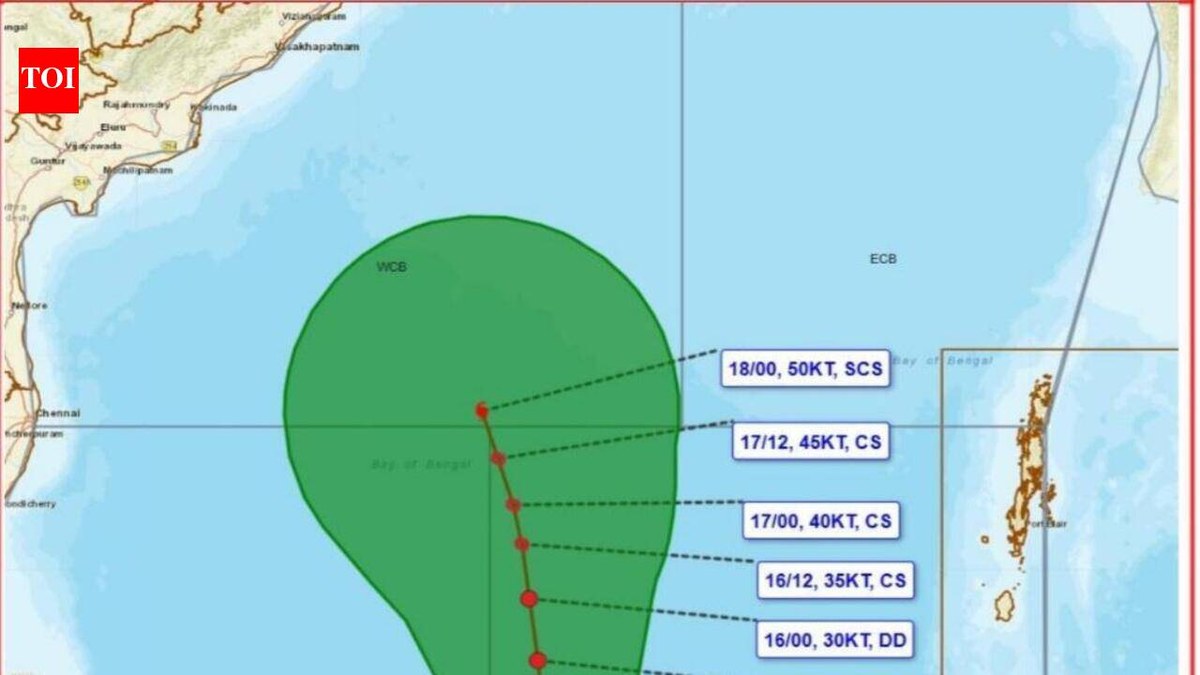 Vizianagaram
Visakhapatnam
TOI
Rajahmundry
Kakinada
Eluru
Vijayawada
Guntur
Machilipatnam
WCB
ECB
Nellore
Bay of Bengal
18/00, 50KT, SCS
Chennai
17/12, 45KT, CS
Bay of Bengal
17/00, 40KT, CS
Port Blair
16/12, 35KT, CS
16/00, 30KT, DD